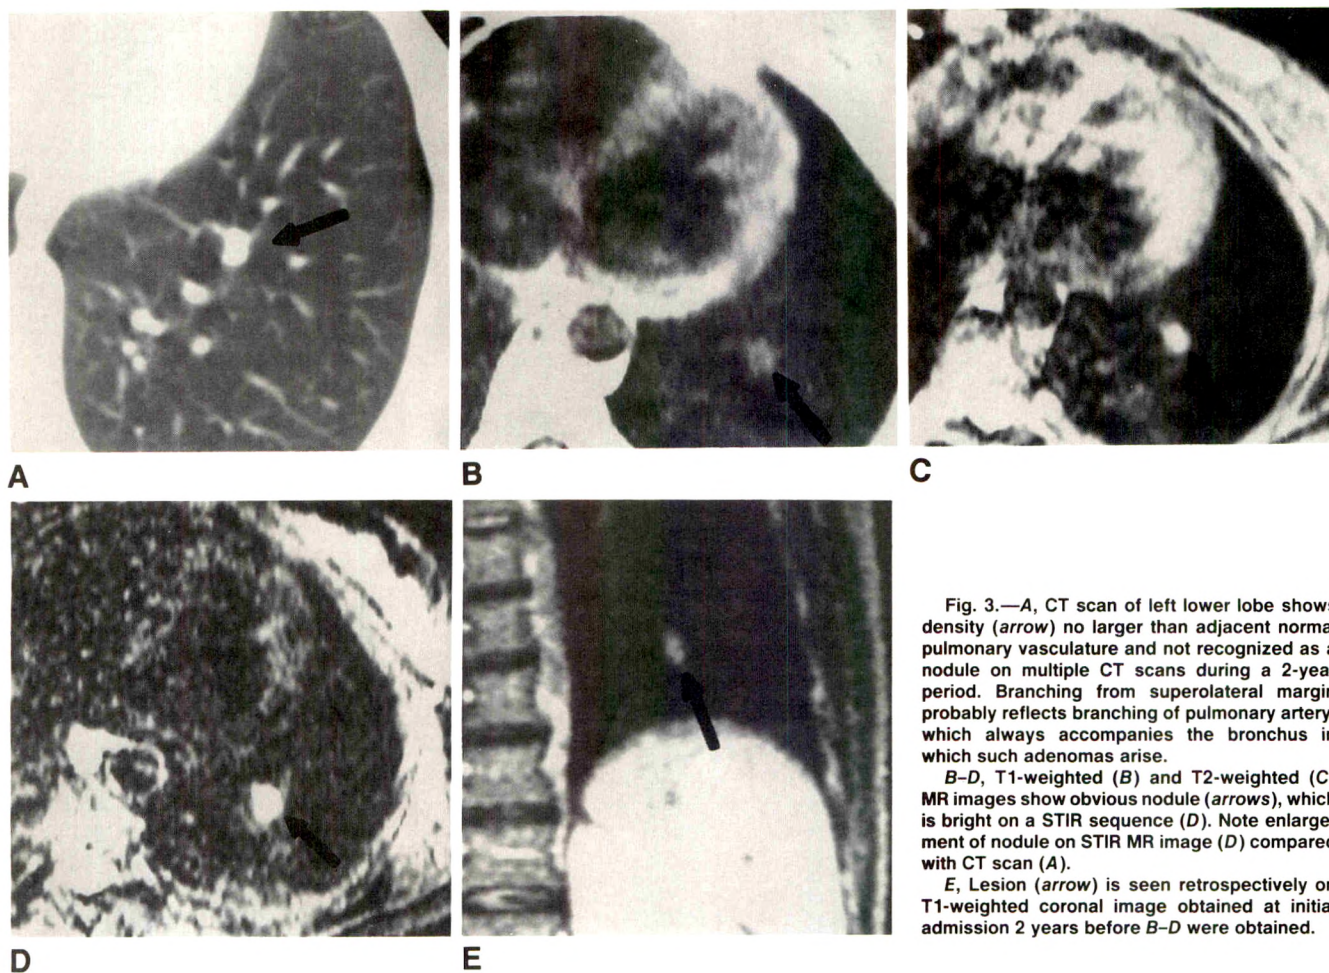 A
B
C
D
E
Fig. 3.—A, CT scan of left lower lobe shows
density (arrow) no larger than adjacent norma
pulmonary vasculature and not recognized as a
nodule on multiple CT scans during a 2-yea
period. Branching from superolateral margin
probably reflects branching of pulmonary artery
which always accompanies the bronchus in
which such adenomas arise.
B–D, T1-weighted (B) and T2-weighted (C
MR images show obvious nodule (arrows), which
is bright on a STIR sequence (D). Note enlarge
ment of nodule on STIR MR image (D) compared
with CT scan (A).
E, Lesion (arrow) is seen retrospectively on
T1-weighted coronal image obtained at initia
admission 2 years before B–D were obtained.